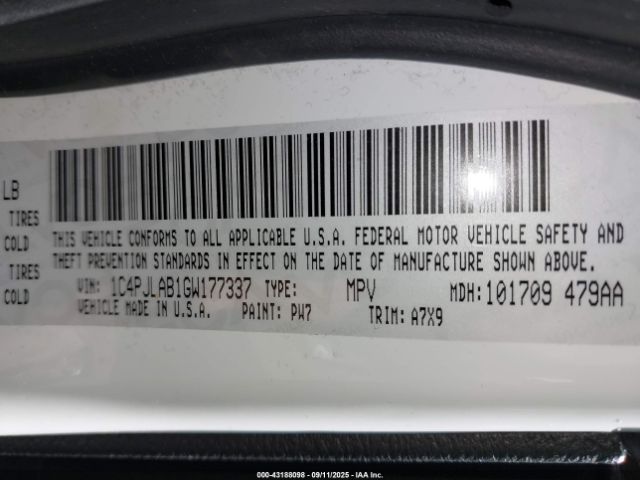 LB
TIRES
COLD
TIRES
COLD
THIS VEHICLE CONFORMS TO ALL APPLICABLE U.S.A. FEDERAL MOTOR VEHICLE SAFETY AND
THEFT PREVENTION STANDARDS IN EFFECT ON THE DATE OF MANUFACTURE SHOWN ABOVE.
VIN: 1C4PJLAB1GW177337 TYPE: MPV MDH: 101709 479AA
VEHICLE MADE IN U.S.A. PAINT: PW7 TRIM: A7X9
000-43188098 - 09/11/2025 - IAA Inc.